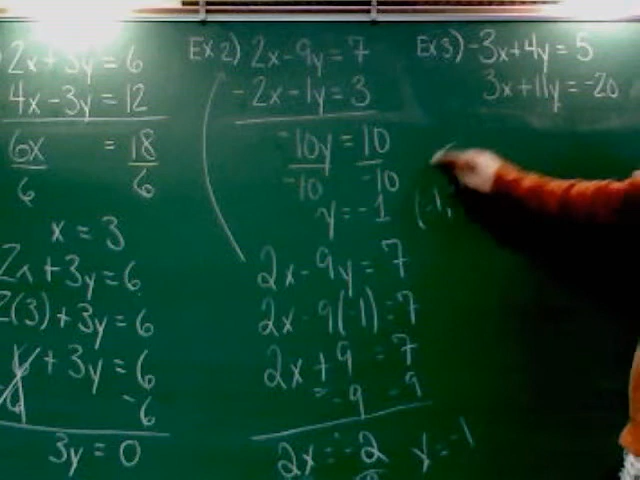 2x+3y=6
4x-3y=12
6x = 18
6 6
x = 3
2x+3y=6
2(3)+3y=6
6+3y=6
6 -6
3y=0
Ex 2) 2x-9y=7
-2x-1y=3
-10y=10
-10 -10
y=-1
(-1,
2x-9y=7
2x-9(-1)=7
2x+9=7
-9 -9
2x=-2
y=-1
Ex 3) -3x+4y=5
3x+11y=-20